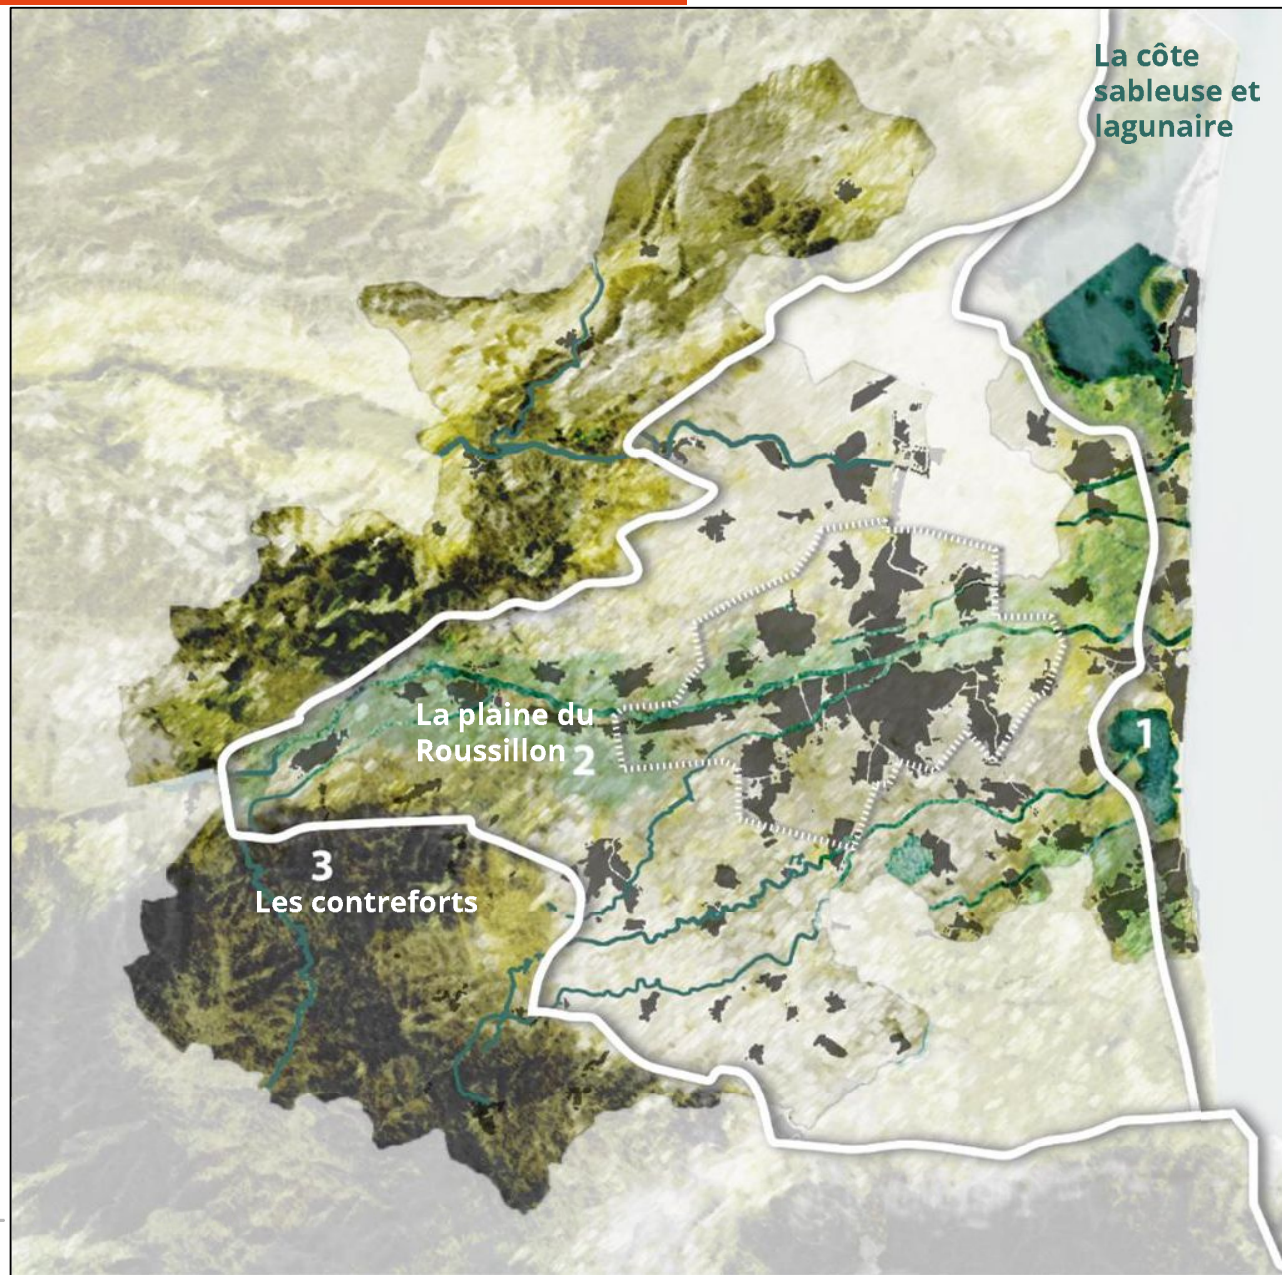 La côte
sableuse et
lagunaire
1
La plaine du
Roussillon 2
3
Les contreforts